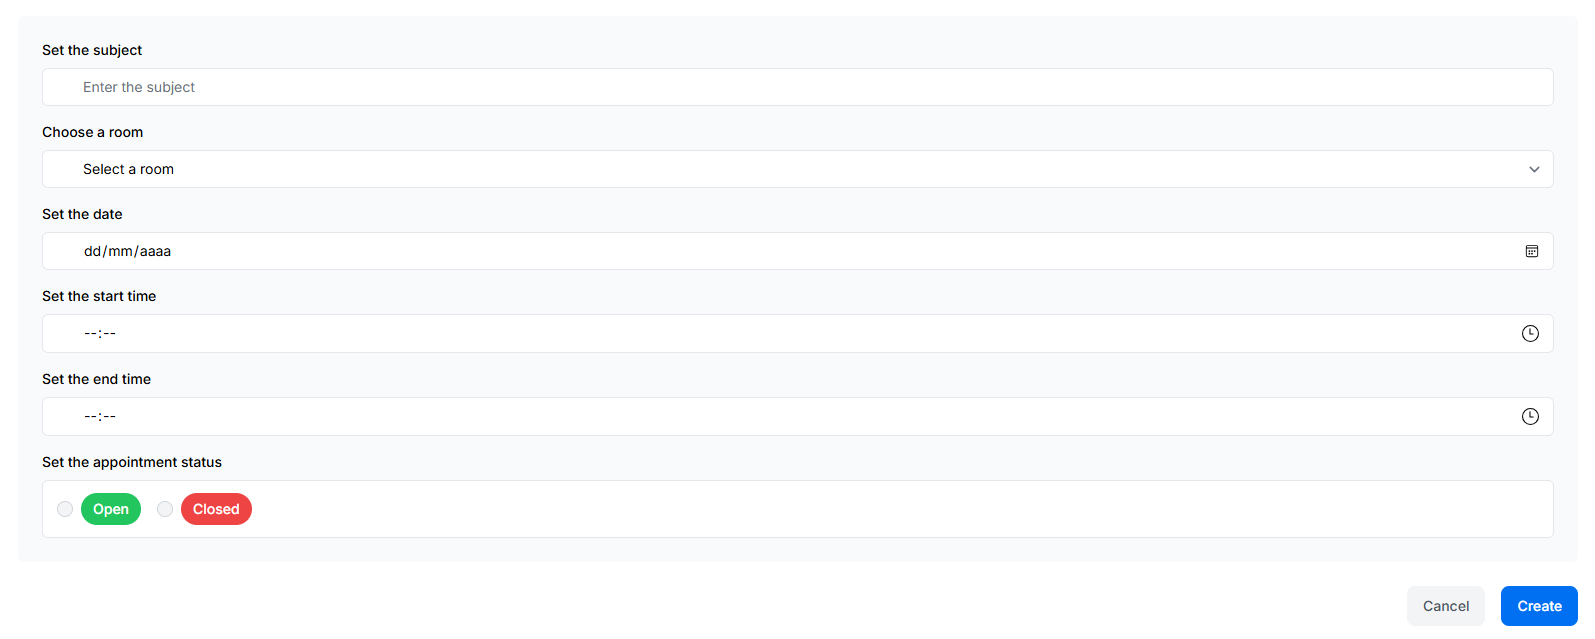 Set the subject
Enter the subject
Choose a room
Select a room
Set the date
dd/mm/aaaa
Set the start time
--:--
Set the end time
--:--
Set the appointment status
Open Closed
Cancel Create